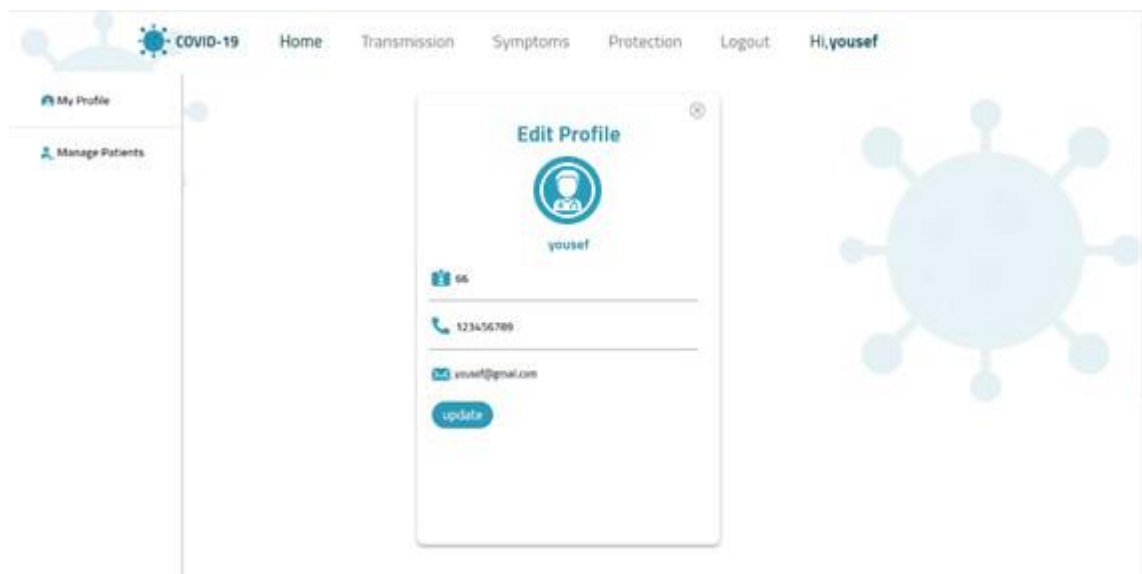 COVID-19 Home Transmission Symptoms Protection Logout Hi,yousef
My Profile
Manage Patients
Edit Profile
yousef
66
123456789
yousef@gmail.com
update